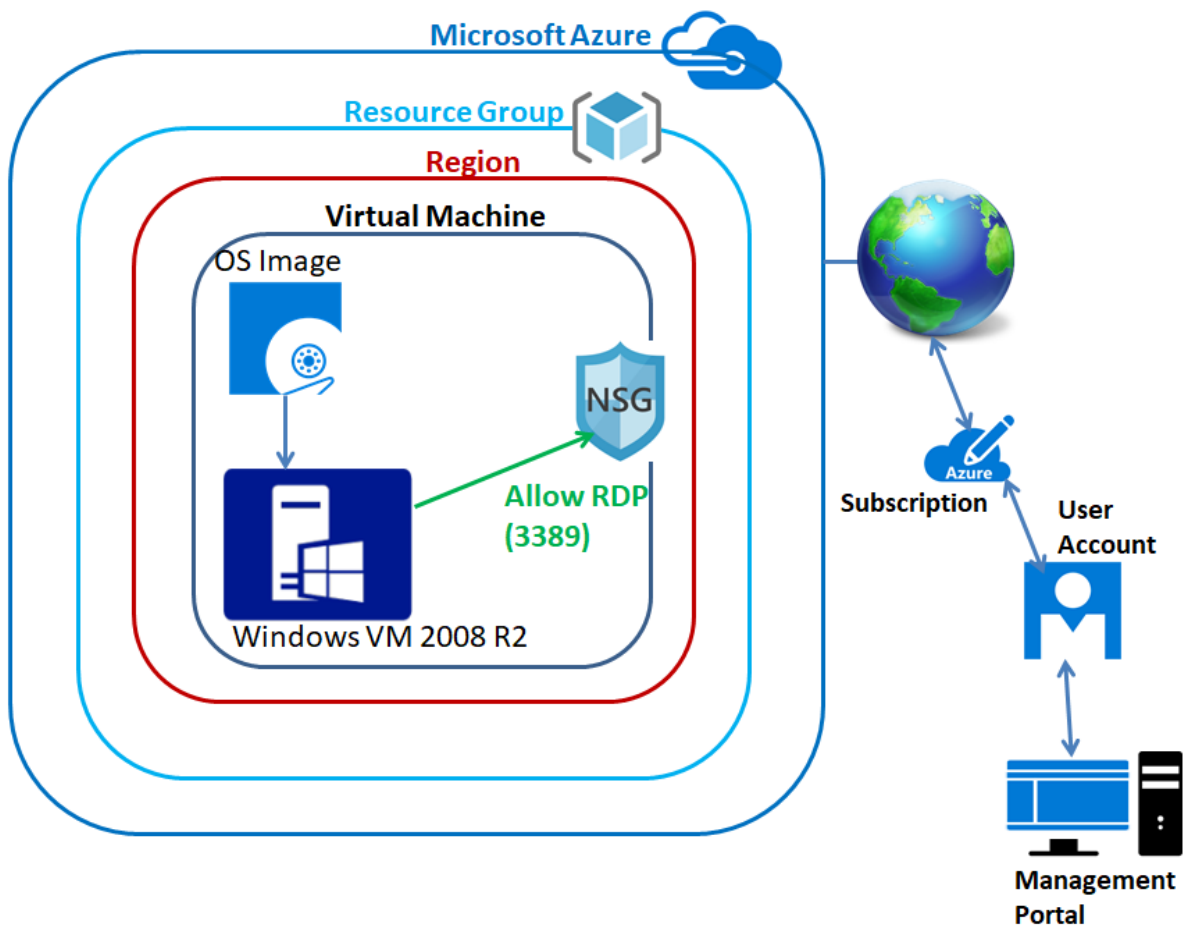 Microsoft Azure
Resource Group
Region
Virtual Machine
OS Image
NSG
Allow RDP
(3389)
Windows VM 2008 R2
Azure
Subscription
User
Account
Management
Portal